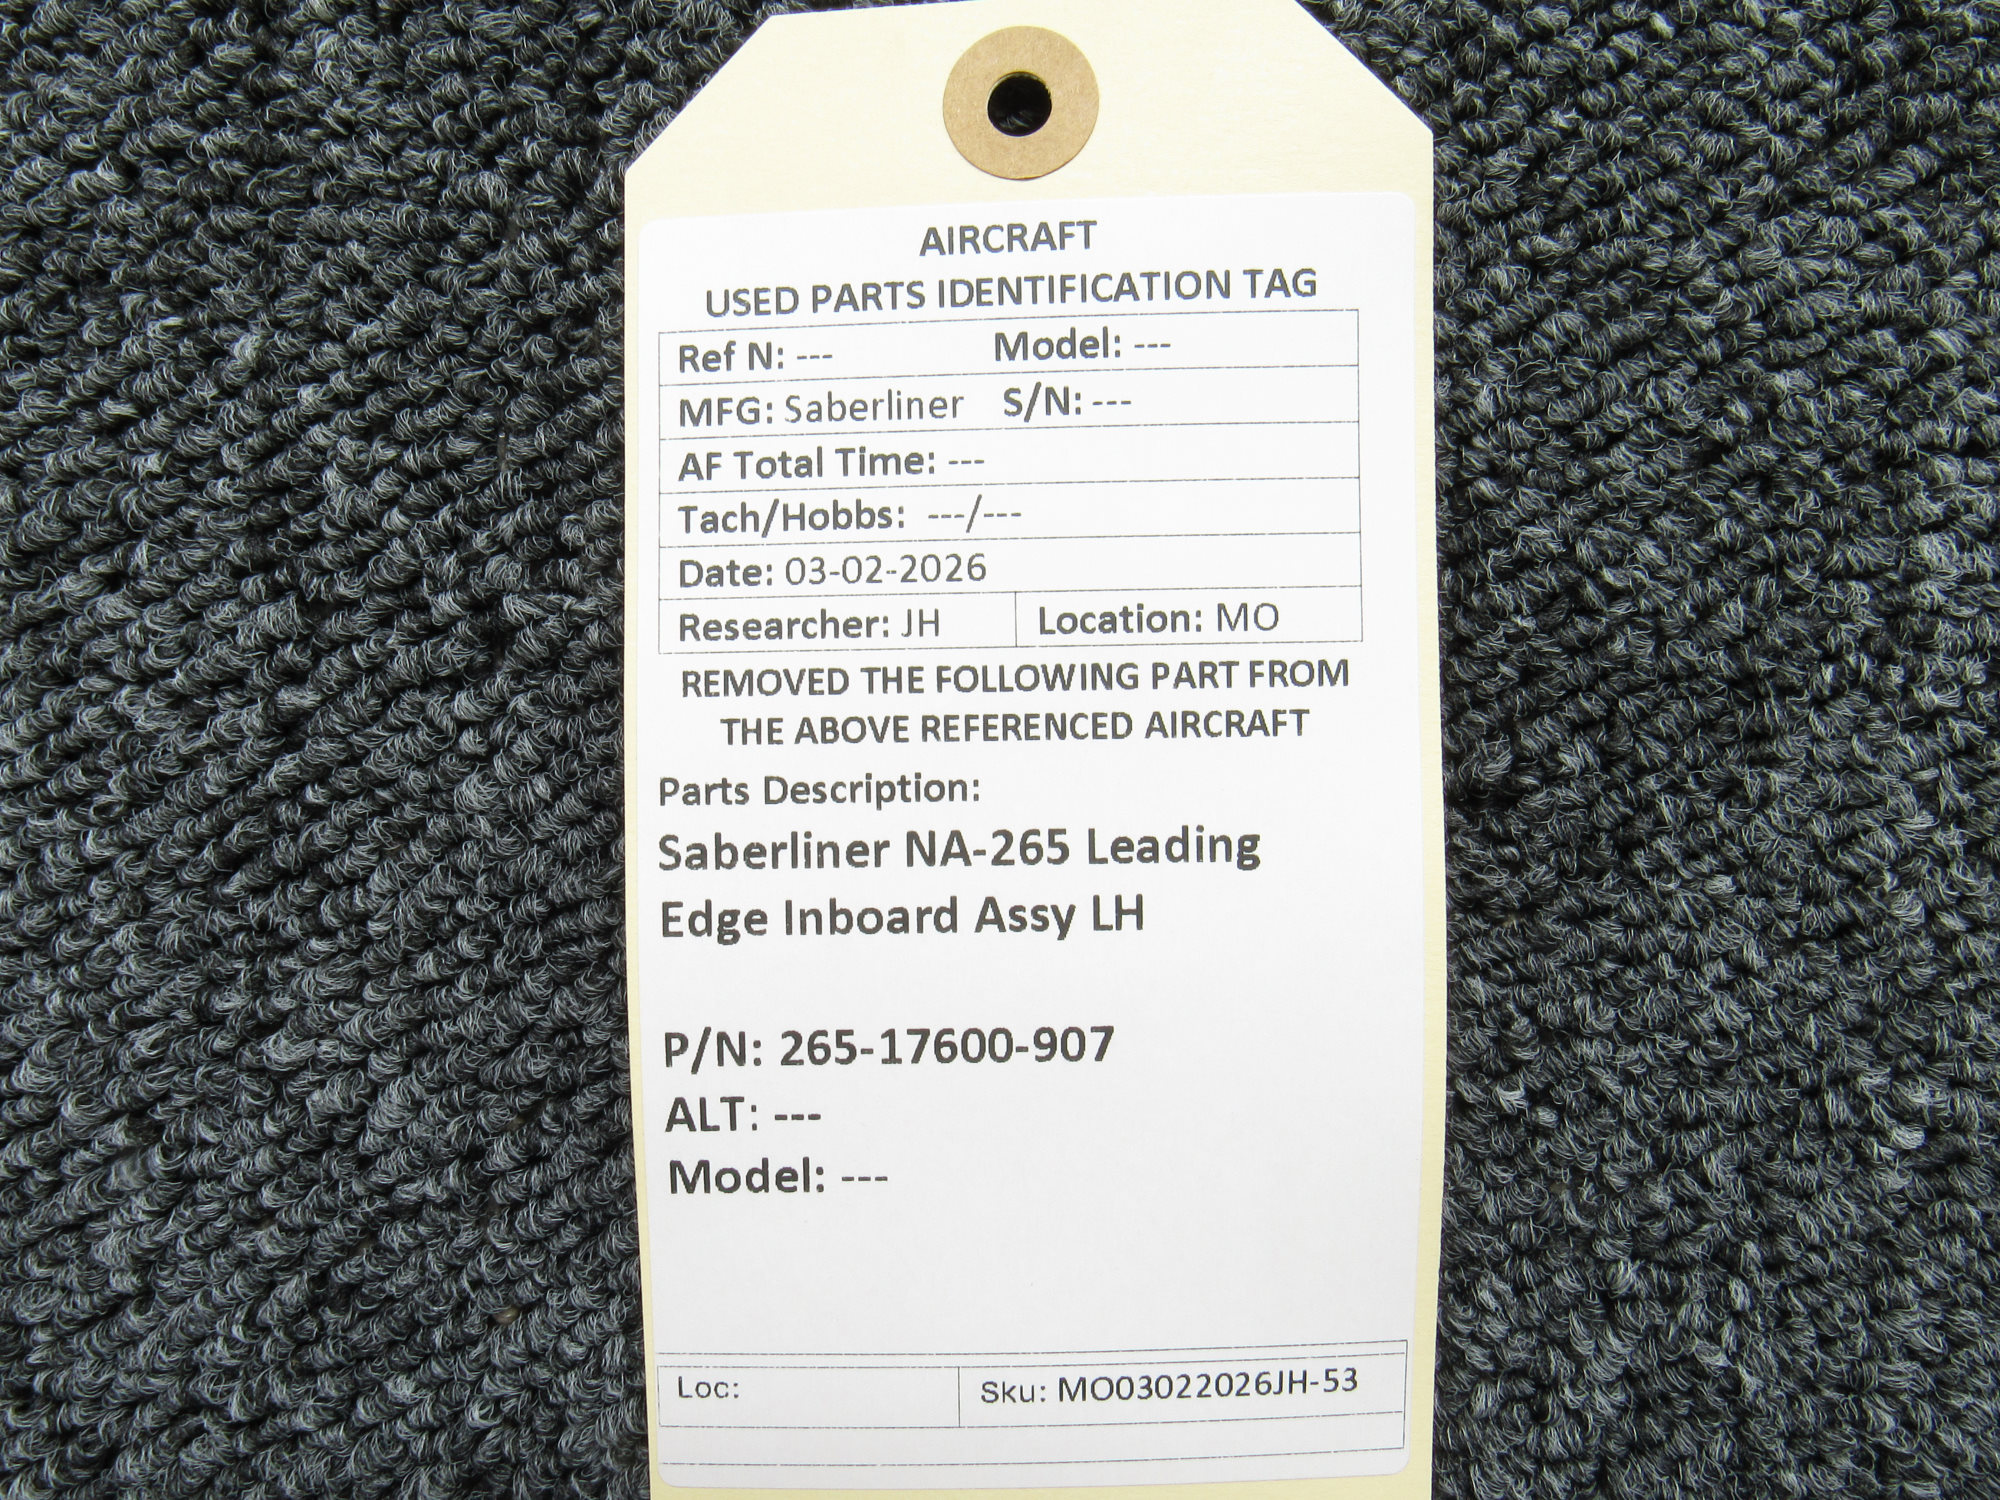 AIRCRAFT
USED PARTS IDENTIFICATION TAG
Ref N: --- Model: ---
MFG: Saberliner S/N: ---
AF Total Time: ---
Tach/Hobbs: ---/---
Date: 03-02-2026
Researcher: JH Location: MO
REMOVED THE FOLLOWING PART FROM
THE ABOVE REFERENCED AIRCRAFT
Parts Description:
Saberliner NA-265 Leading
Edge Inboard Assy LH
P/N: 265-17600-907
ALT: ---
Model: ---
Loc: Sku: MO03022026JH-53